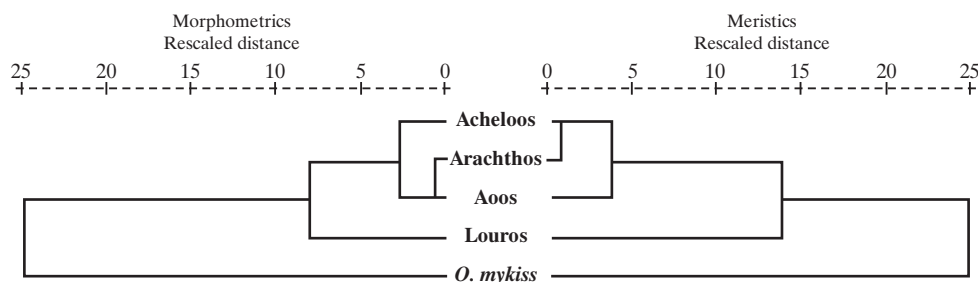 Morphometrics
Rescaled distance
25 20 15 10 5 0
Meristics
Rescaled distance
0 5 10 15 20 25
Acheloos
Arachthos
Aoos
Louros
O. mykiss